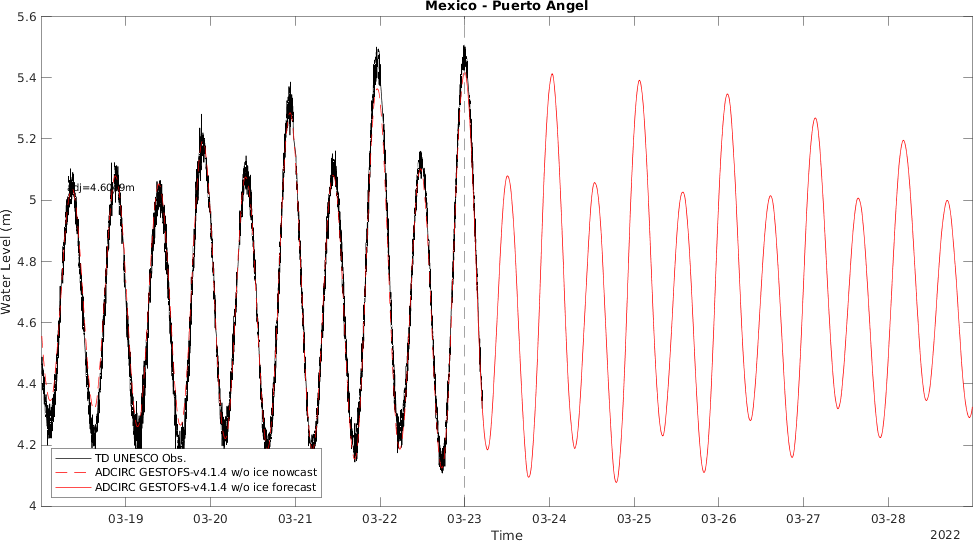 Mexico - Puerto Angel
5.6
5.4
5.2
5
4.8
4.6
4.4
4.2
4
Water Level (m)
TD UNESCO Obs.
ADCIRC GESTOFS-v4.1.4 w/o ice nowcast
ADCIRC GESTOFS-v4.1.4 w/o ice forecast
03-19 03-20 03-21 03-22 03-23 03-24 03-25 03-26 03-27 03-28
Time
2022